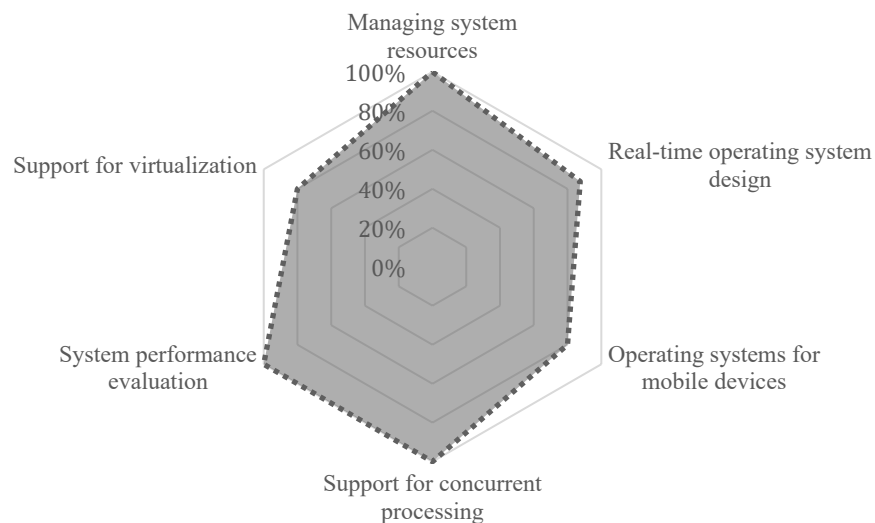 Managing system
resources
100%
80%
60%
40%
20%
0%
Real-time operating system
design
Operating systems for
mobile devices
Support for concurrent
processing
System performance
evaluation
Support for virtualization